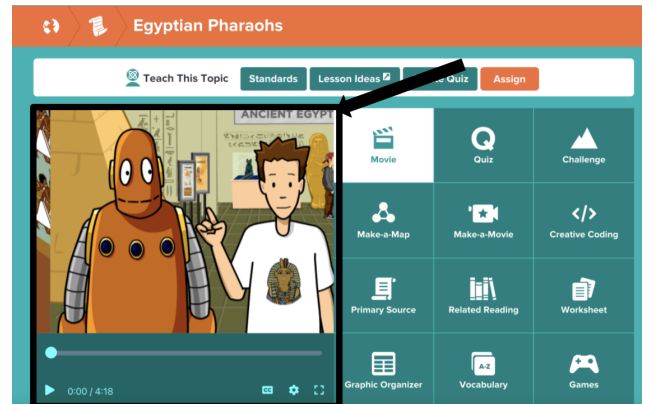 Egyptian Pharaohs
Teach This Topic Standards Lesson Ideas Quiz Assign
ANCIENT EGYPT
Movie Quiz Challenge
Make-a-Map Make-a-Movie Creative Coding
Primary Source Related Reading Worksheet
A-Z
Graphic Organizer Vocabulary Games
0:00 / 4:18 CC